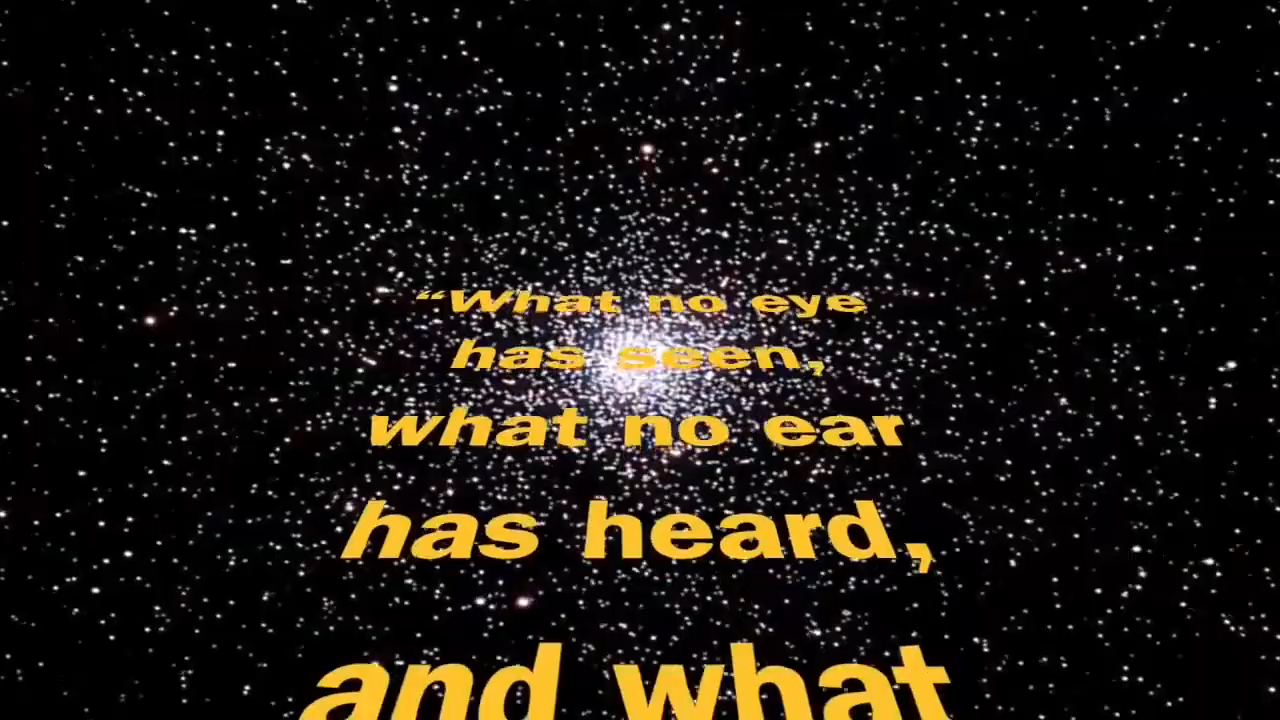 “What no eye
has seen,
what no ear
has heard,
and what